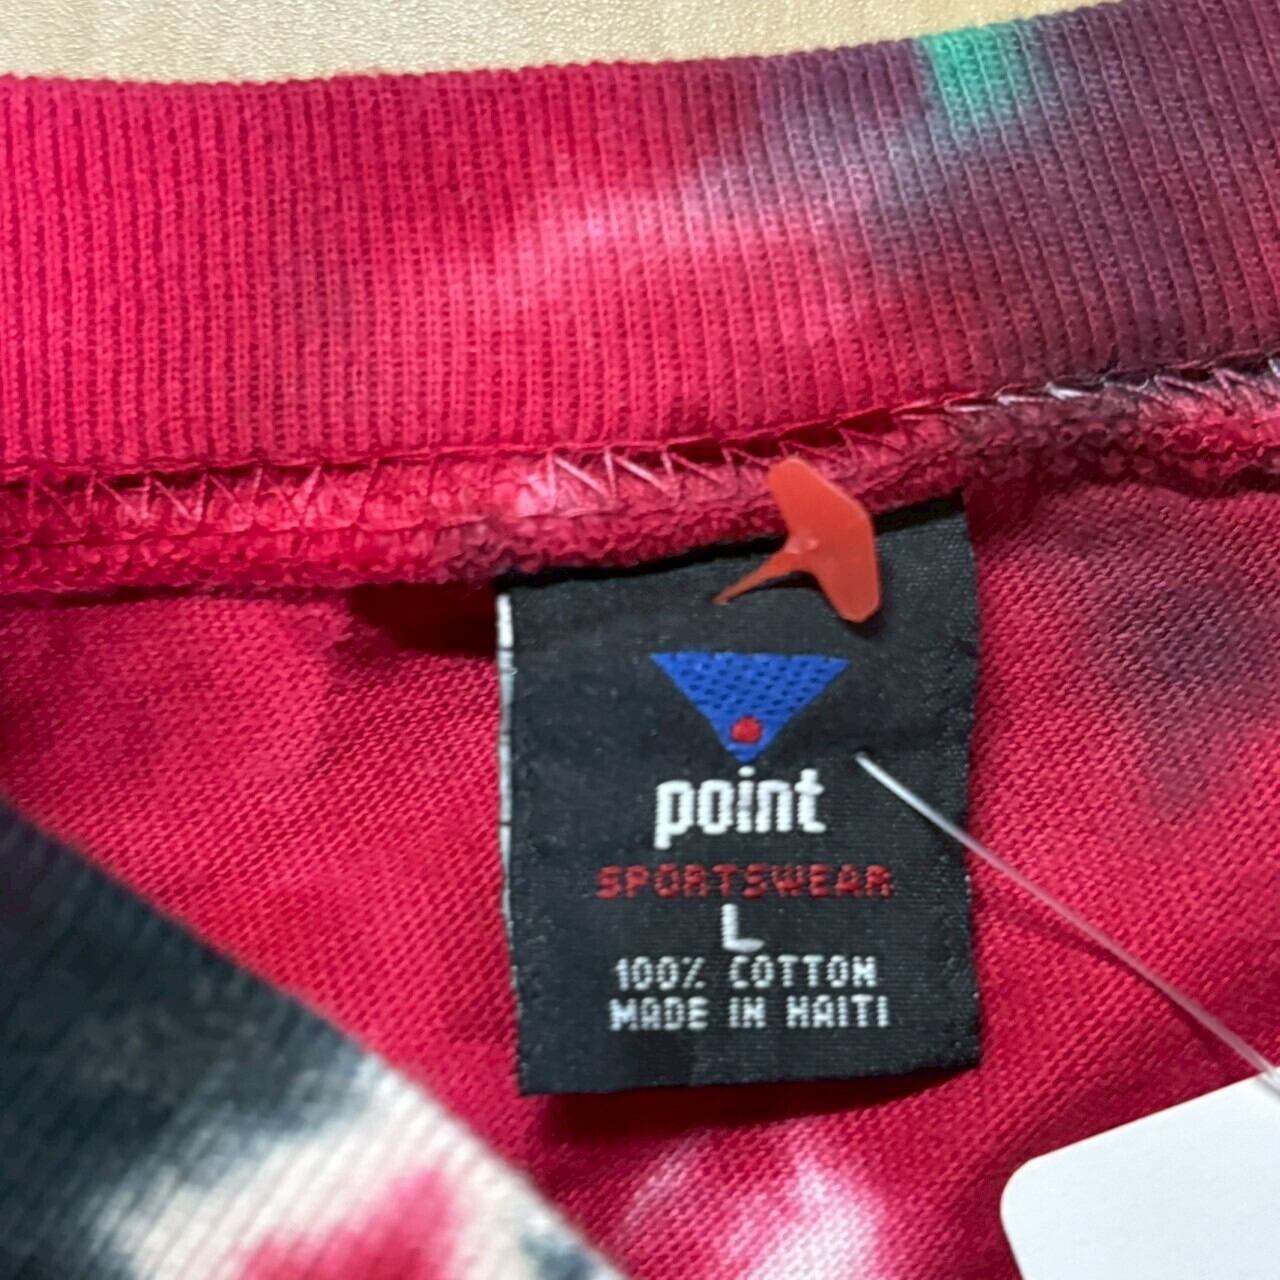 point
SPORTSWEAR
L
100% COTTON
MADE IN HAITI